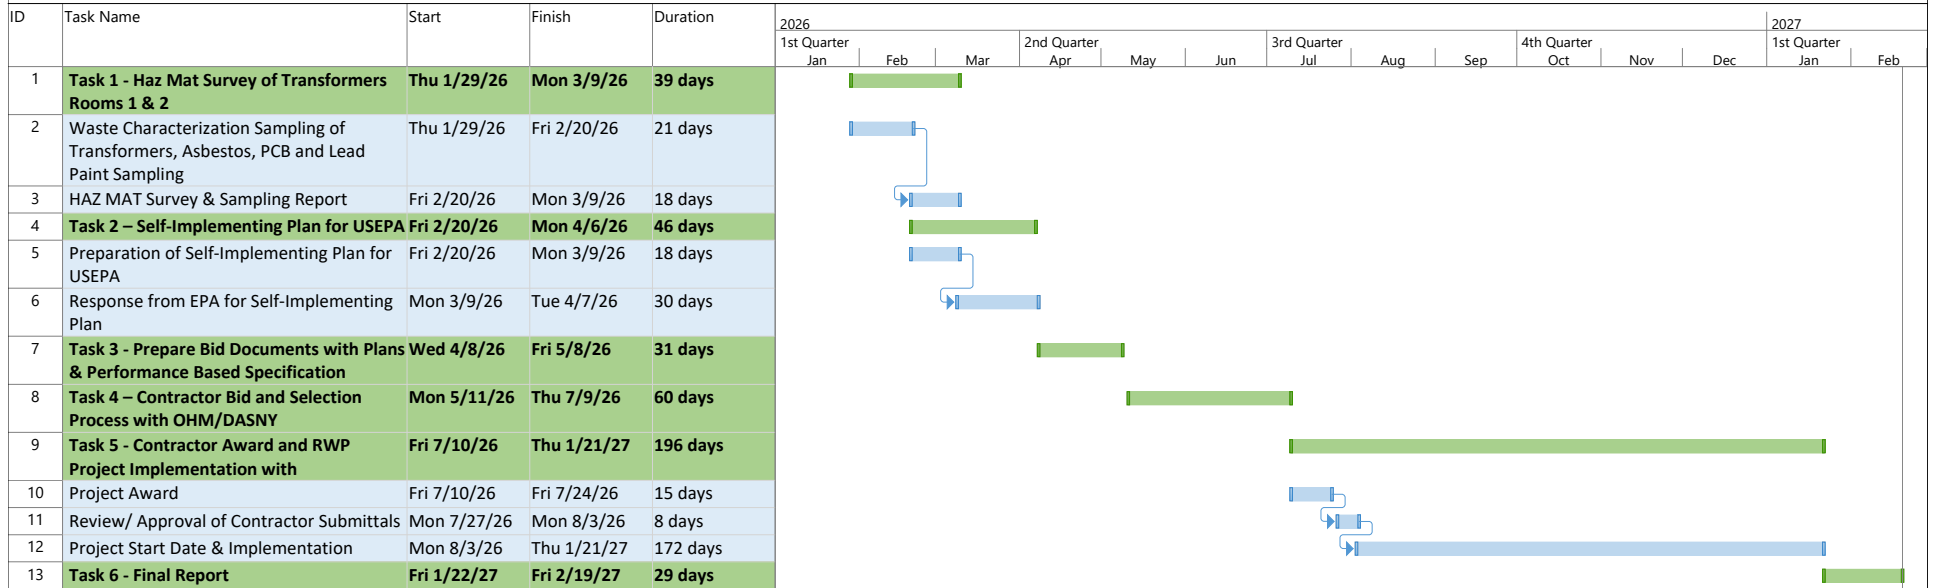 ID Task Name Start Finish Duration
2026 2027
1st Quarter 2nd Quarter 3rd Quarter 4th Quarter 1st Quarter
Jan Feb Mar Apr May Jun Jul Aug Sep Oct Nov Dec Jan Feb
1 Task 1 - Haz Mat Survey of Transformers Thu 1/29/26 Mon 3/9/26 39 days
Rooms 1 & 2
2 Waste Characterization Sampling of Thu 1/29/26 Fri 2/20/26 21 days
Transformers, Asbestos, PCB and Lead
Paint Sampling
3 HAZ MAT Survey & Sampling Report Fri 2/20/26 Mon 3/9/26 18 days
4 Task 2 – Self-Implementing Plan for USEPA Fri 2/20/26 Mon 4/6/26 46 days
5 Preparation of Self-Implementing Plan for Fri 2/20/26 Mon 3/9/26 18 days
USEPA
6 Response from EPA for Self-Implementing Mon 3/9/26 Tue 4/7/26 30 days
Plan
7 Task 3 - Prepare Bid Documents with Plans Wed 4/8/26 Fri 5/8/26 31 days
& Performance Based Specification
8 Task 4 – Contractor Bid and Selection Mon 5/11/26 Thu 7/9/26 60 days
Process with OHM/DASNY
9 Task 5 - Contractor Award and RWP Fri 7/10/26 Thu 1/21/27 196 days
Project Implementation with
10 Project Award Fri 7/10/26 Fri 7/24/26 15 days
11 Review/ Approval of Contractor Submittals Mon 7/27/26 Mon 8/3/26 8 days
12 Project Start Date & Implementation Mon 8/3/26 Thu 1/21/27 172 days
13 Task 6 - Final Report Fri 1/22/27 Fri 2/19/27 29 days